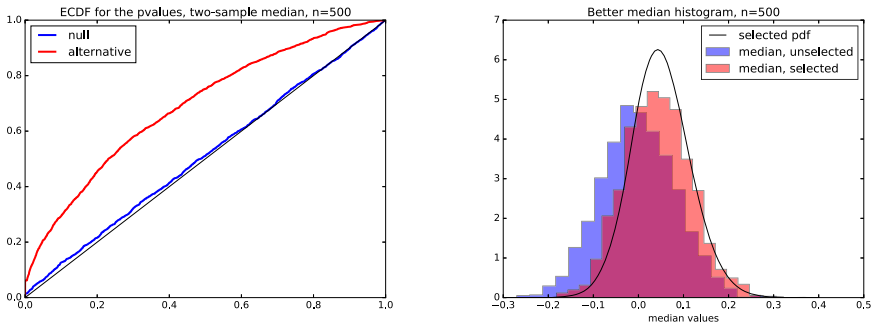 ECDF for the pvalues, two-sample median, n=500
null
alternative
1.0
0.8
0.6
0.4
0.2
0.0
0.0 0.2 0.4 0.6 0.8 1.0
Better median histogram, n=500
selected pdf
median, unselected
median, selected
7
6
5
4
3
2
1
0
−0.3 −0.2 −0.1 0.0 0.1 0.2 0.3 0.4 0.5
median values